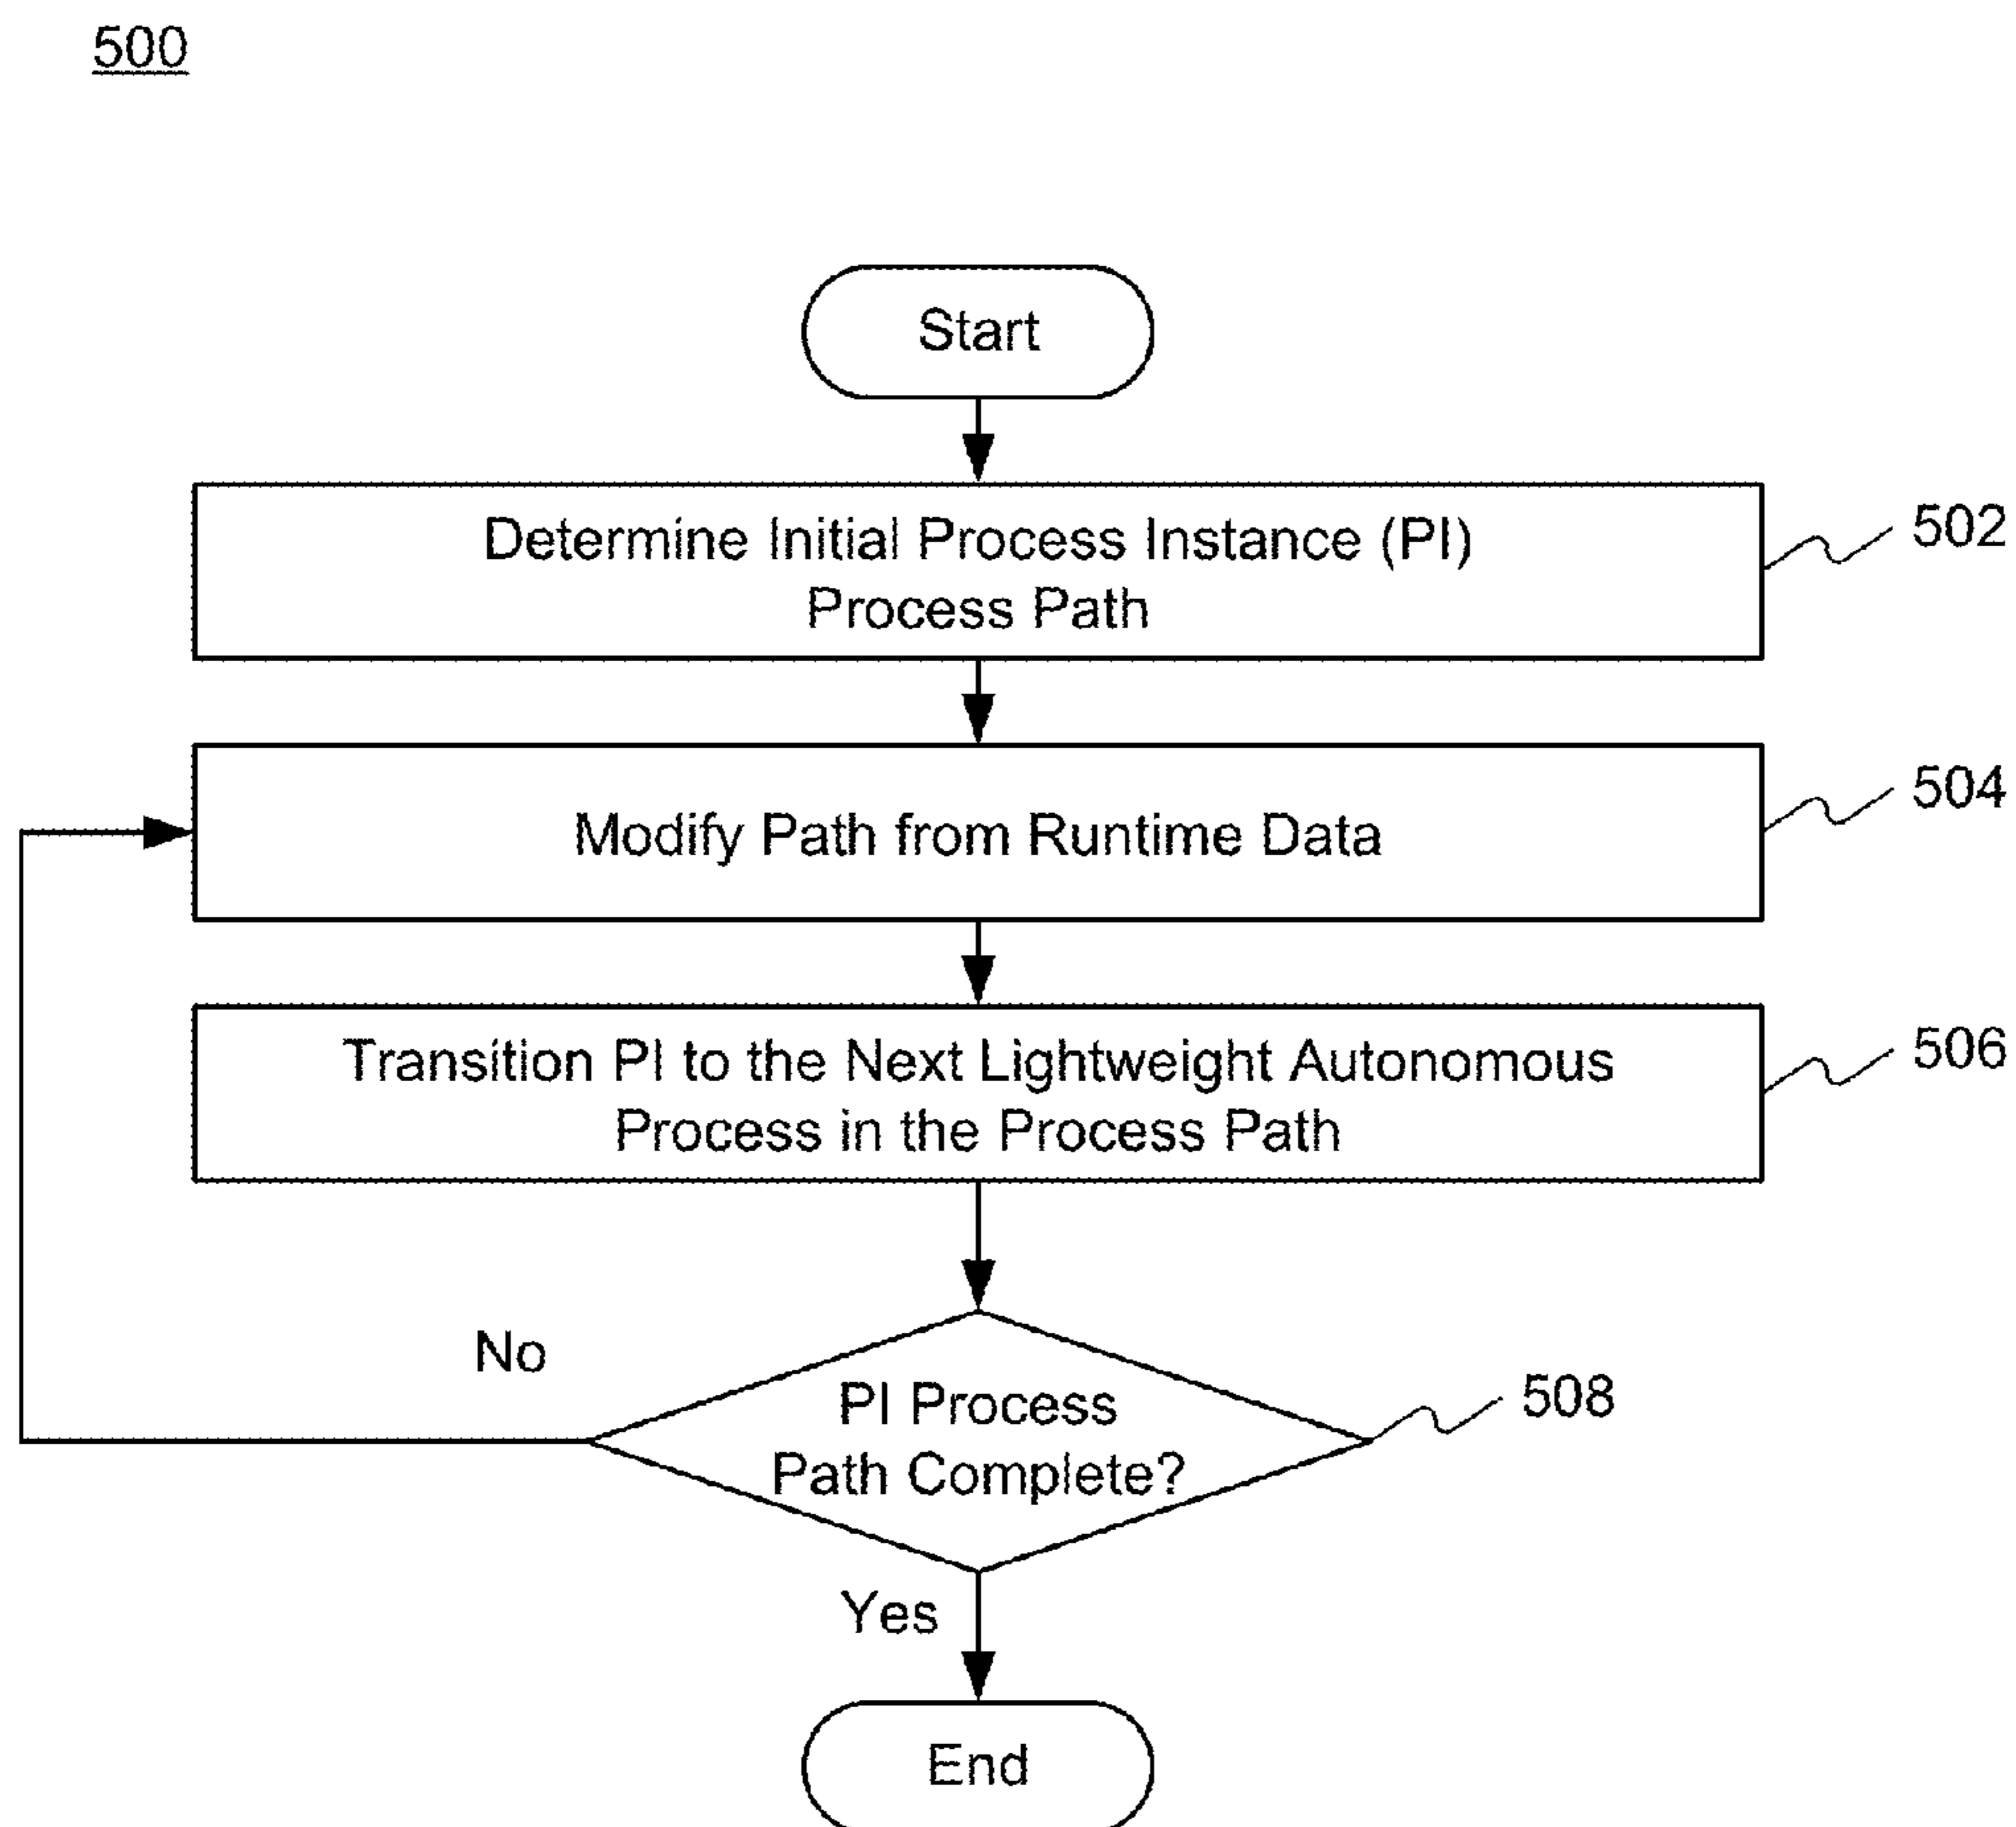 500
Start
Determine Initial Process Instance (PI)
Process Path
502
Modify Path from Runtime Data
504
Transition PI to the Next Lightweight Autonomous
Process in the Process Path
506
No
PI Process
Path Complete?
508
Yes
End